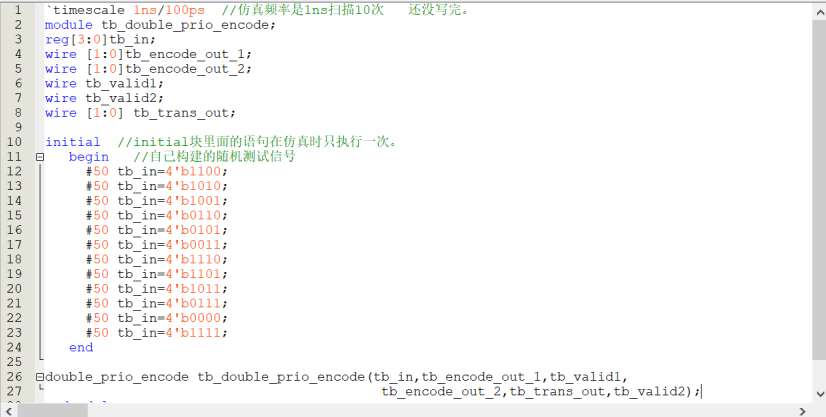 1 `timescale 1ns/100ps //仿真频率是1ns扫描10次 还没写完。
2 module tb_double_prio_encode;
3 reg[3:0]tb_in;
4 wire [1:0]tb_encode_out_1;
5 wire [1:0]tb_encode_out_2;
6 wire tb_valid1;
7 wire tb_valid2;
8 wire [1:0] tb_trans_out;
9
10 initial //initial块里面的语句在仿真时只执行一次。
11 begin //自己构建的随机测试信号
12 #50 tb_in=4'b1100;
13 #50 tb_in=4'b1010;
14 #50 tb_in=4'b1001;
15 #50 tb_in=4'b0110;
16 #50 tb_in=4'b0101;
17 #50 tb_in=4'b0011;
18 #50 tb_in=4'b1110;
19 #50 tb_in=4'b1101;
20 #50 tb_in=4'b1011;
21 #50 tb_in=4'b0111;
22 #50 tb_in=4'b0000;
23 #50 tb_in=4'b1111;
24 end
25
26 double_prio_encode tb_double_prio_encode(tb_in,tb_encode_out_1,tb_valid1,
27 tb_encode_out_2,tb_trans_out,tb_valid2);